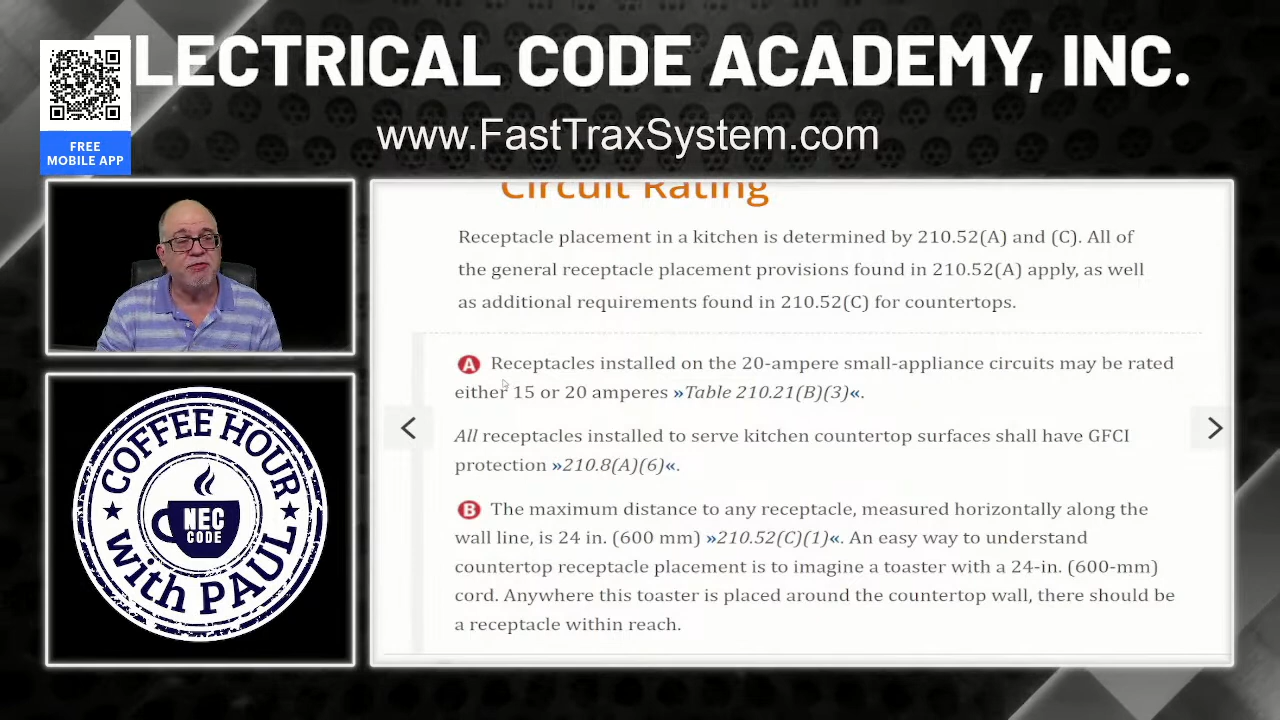 ELECTRICAL CODE ACADEMY, INC.
www.FastTraxSystem.com
FREE
MOBILE APP
Circuit Rating
Receptacle placement in a kitchen is determined by 210.52(A) and (C). All of
the general receptacle placement provisions found in 210.52(A) apply, as well
as additional requirements found in 210.52(C) for countertops.
A Receptacles installed on the 20-ampere small-appliance circuits may be rated
either 15 or 20 amperes »Table 210.21(B)(3)«.
All receptacles installed to serve kitchen countertop surfaces shall have GFCI
protection »210.8(A)(6)«.
B The maximum distance to any receptacle, measured horizontally along the
wall line, is 24 in. (600 mm) »210.52(C)(1)«. An easy way to understand
countertop receptacle placement is to imagine a toaster with a 24-in. (600-mm)
cord. Anywhere this toaster is placed around the countertop wall, there should be
a receptacle within reach.
COFFEE HOUR
NEC
CODE
with PAUL